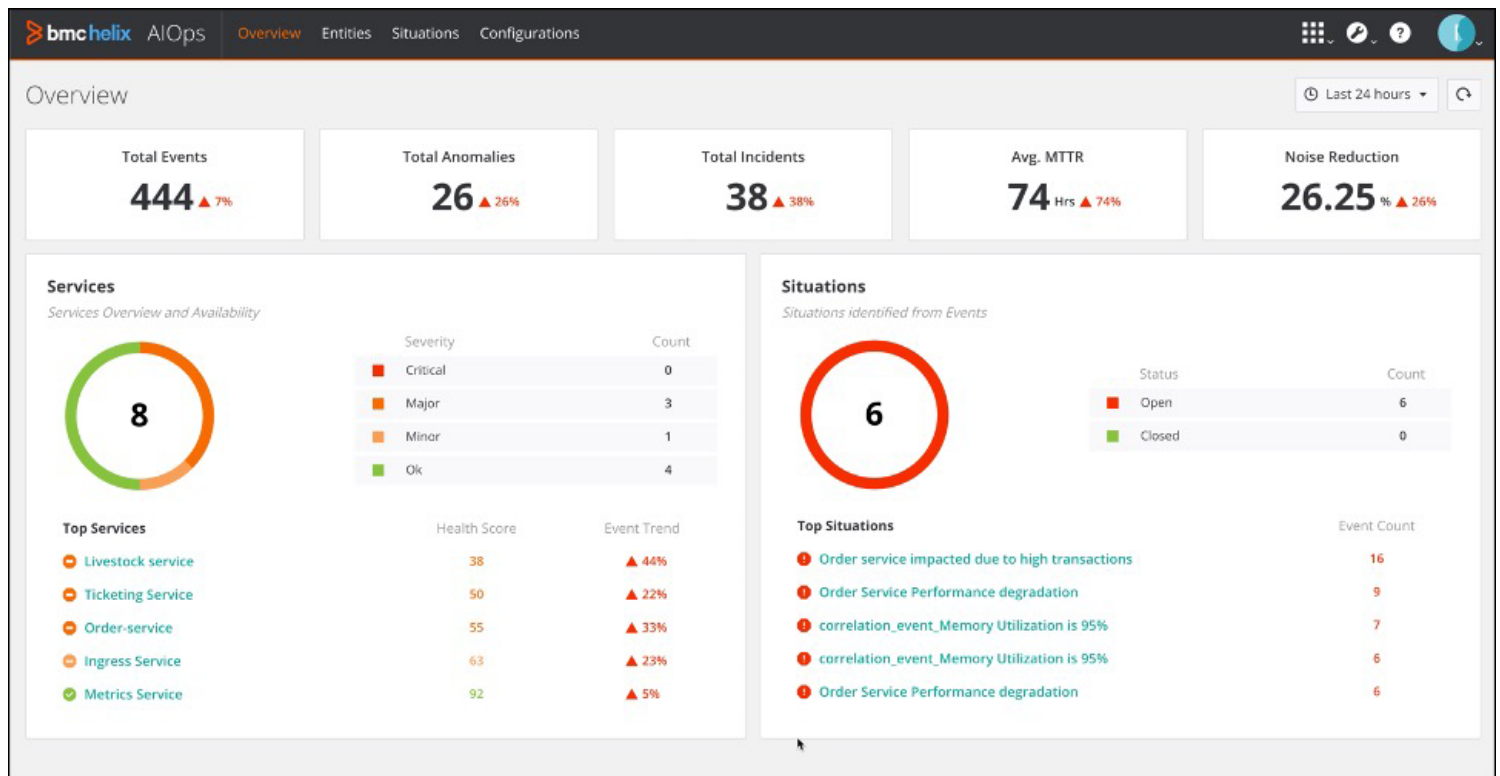 bmc helix AIOps Overview Entities Situations Configurations ?
Overview
Last 24 hours
Total Events
444 ▲ 7%
Total Anomalies
26 ▲ 26%
Total Incidents
38 ▲ 38%
Avg. MTTR
74 Hrs ▲ 74%
Noise Reduction
26.25 % ▲ 26%
Services
Services Overview and Availability
8
Severity Count
Critical 0
Major 3
Minor 1
Ok 4
Top Services Health Score Event Trend
Livestock service 38 ▲ 44%
Ticketing Service 50 ▲ 22%
Order-service 55 ▲ 33%
Ingress Service 63 ▲ 23%
Metrics Service 92 ▲ 5%
Situations
Situations identified from Events
6
Status Count
Open 6
Closed 0
Top Situations Event Count
Order service impacted due to high transactions 16
Order Service Performance degradation 9
correlation_event_Memory Utilization is 95% 7
correlation_event_Memory Utilization is 95% 6
Order Service Performance degradation 6